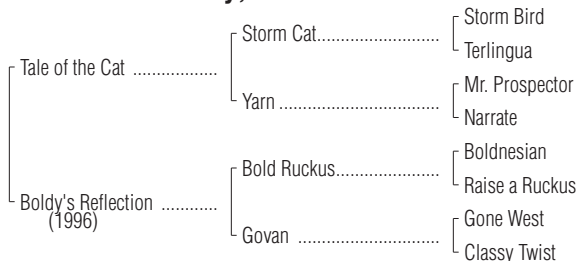 Storm Bird
Storm Cat
Terlingua
Tale of the Cat
Mr. Prospector
Yarn
Narrate
Boldnesian
Bold Ruckus
Raise a Ruckus
Boldy's Reflection
(1996)
Gone West
Govan
Classy Twist